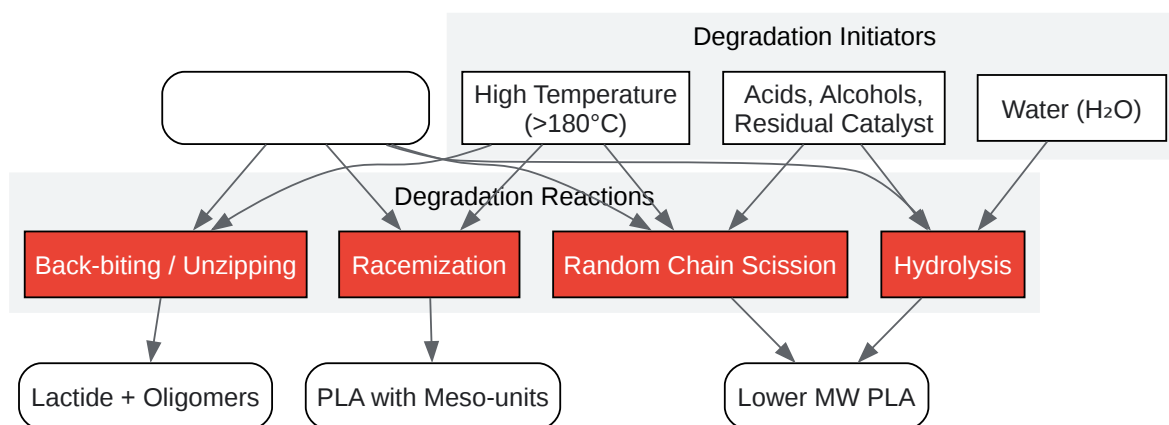 Degradation Initiators
High Temperature
(>180°C)
Acids, Alcohols,
Residual Catalyst
Water (H₂O)
Degradation Reactions
Back-biting / Unzipping
Racemization
Random Chain Scission
Hydrolysis
Lactide + Oligomers
PLA with Meso-units
Lower MW PLA